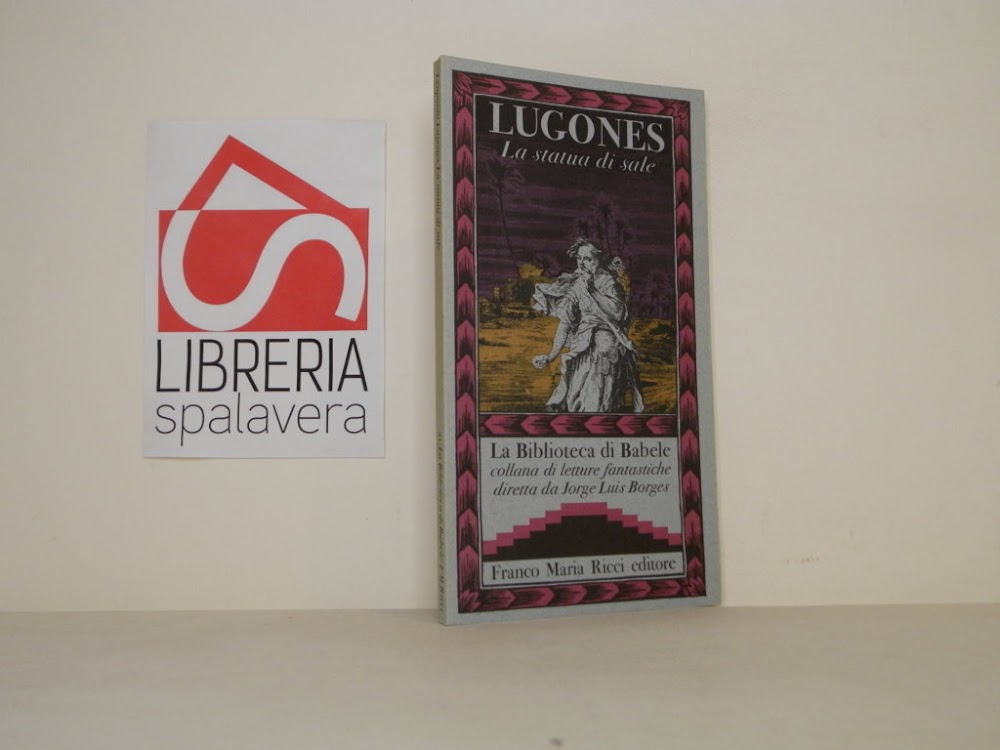 LIBRERIA
spalavera
LUGONES
La statua di sale
La Biblioteca di Babele
collana di letture fantastiche
diretta da Jorge Luis Borges
Franco Maria Ricci editore